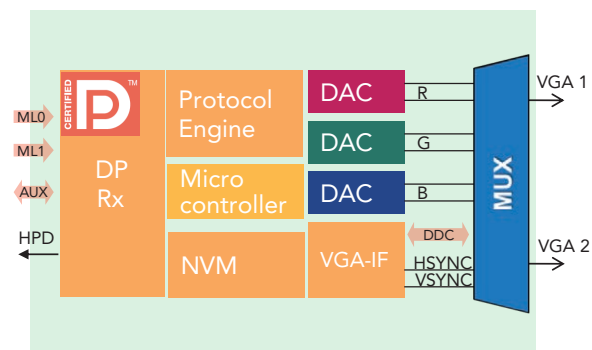 CERTIFIED
D
TM
ML0
ML1
AUX
HPD
DP
Rx
Protocol
Engine
Micro
controller
NVM
DAC
DAC
DAC
VGA-IF
R
G
B
DDC
HSYNC
VSYNC
MUX
VGA 1
VGA 2